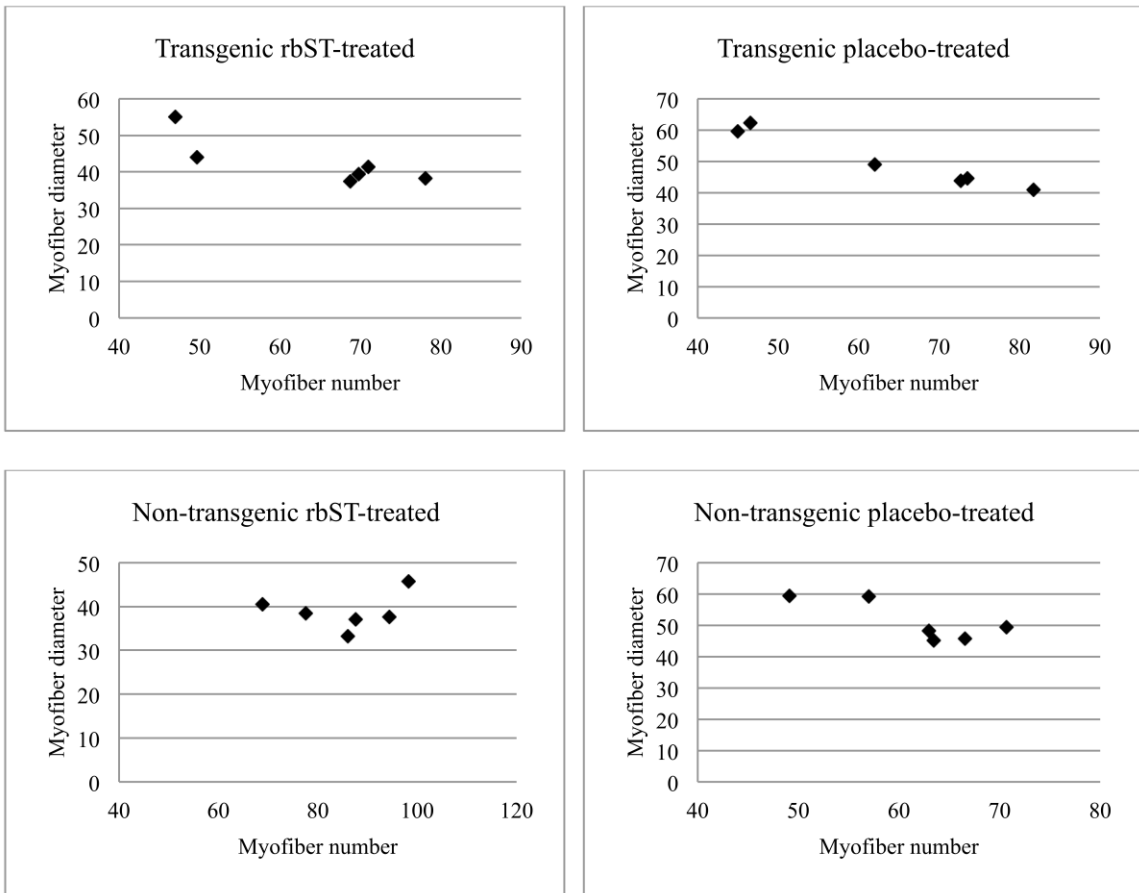 Transgenic rbST-treated
60
50
40
30
20
10
0
Myofiber diameter
40 50 60 70 80 90
Myofiber number
Transgenic placebo-treated
70
60
50
40
30
20
10
0
Myofiber diameter
40 50 60 70 80 90
Myofiber number
Non-transgenic rbST-treated
50
40
30
20
10
0
Myofiber diameter
40 60 80 100 120
Myofiber number
Non-transgenic placebo-treated
70
60
50
40
30
20
10
0
Myofiber diameter
40 50 60 70 80
Myofiber number